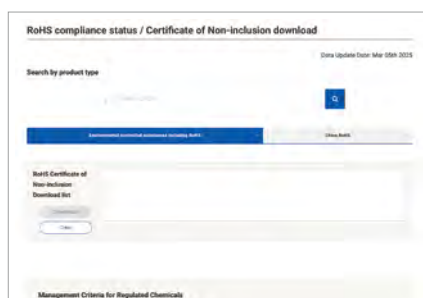 RoHS compliance status / Certificate of Non-inclusion download
Data Update Date: Mar 05th 2025
Search by product type
Environmental controlled substances including RoHS
China RoHS
RoHS Certificate of
Non-inclusion
Download list
Management Criteria for Regulated Chemicals